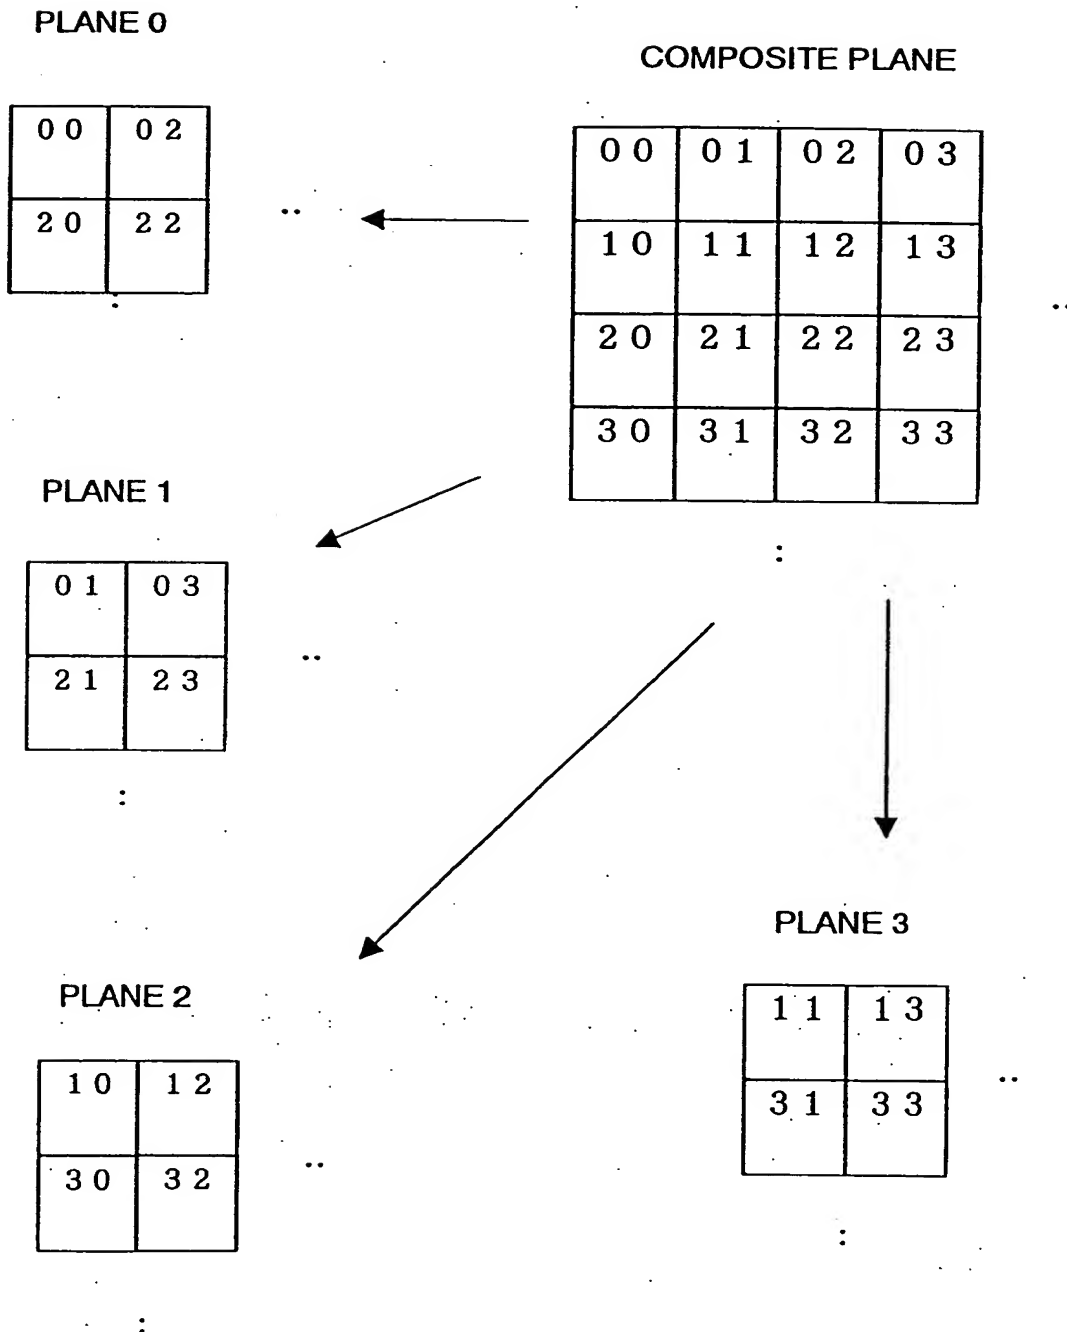 PLANE 0
COMPOSITE PLANE
0 0 0 2
2 0 2 2
0 0 0 1 0 2 0 3
1 0 1 1 1 2 1 3
2 0 2 1 2 2 2 3
3 0 3 1 3 2 3 3
PLANE 1
0 1 0 3
2 1 2 3
PLANE 3
1 1 1 3
3 1 3 3
PLANE 2
1 0 1 2
3 0 3 2